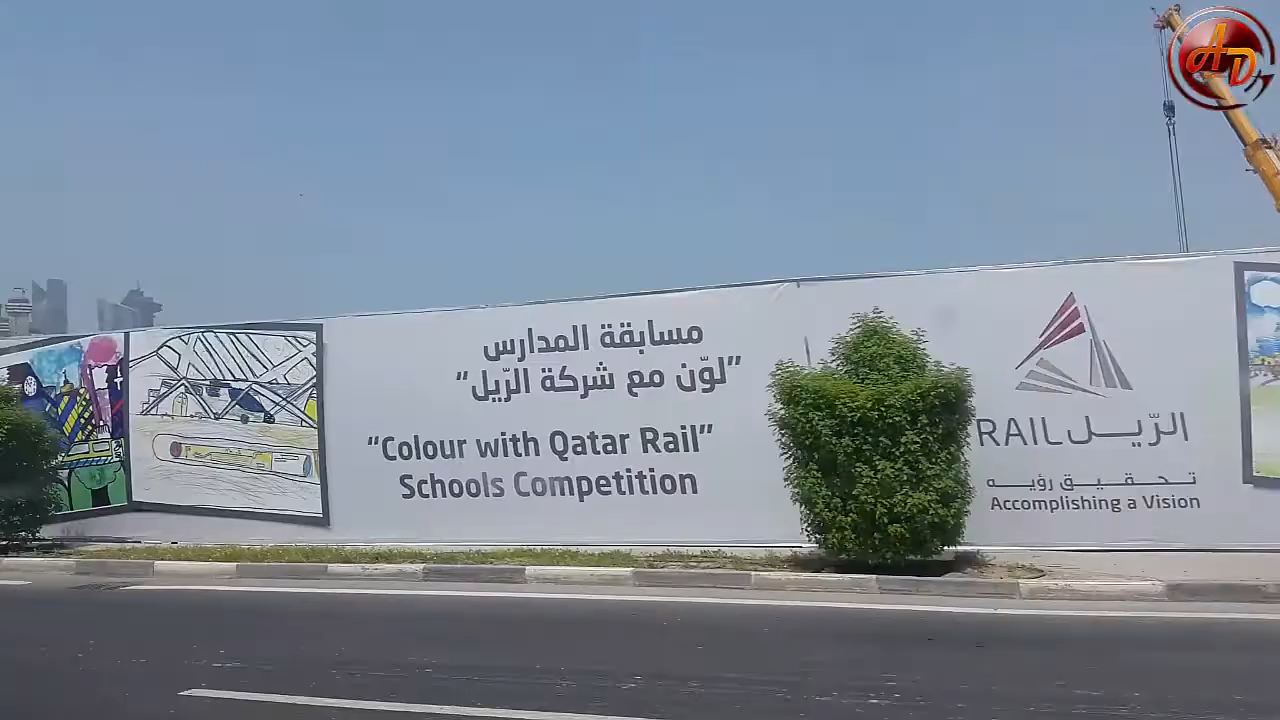 مسابقة المدارس
"لوّن مع شركة الرّيل"
"Colour with Qatar Rail"
Schools Competition
RAIL الرّيل
تحقيق رؤيه
Accomplishing a Vision
AD